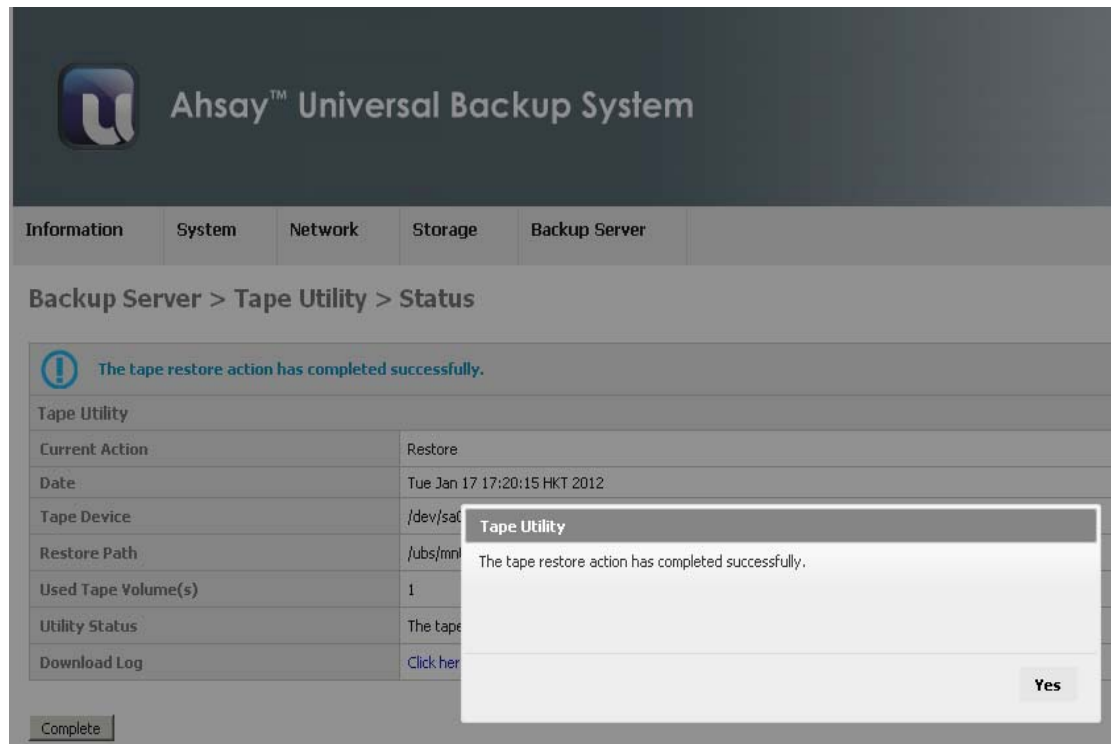 Ahsay™ Universal Backup System
Information System Network Storage Backup Server
Backup Server > Tape Utility > Status
The tape restore action has completed successfully.
Tape Utility
Current Action Restore
Date Tue Jan 17 17:20:15 HKT 2012
Tape Device
Restore Path
Used Tape Volume(s) 1
Utility Status The tape
Download Log Click
Complete
Tape Utility
The tape restore action has completed successfully.
Yes